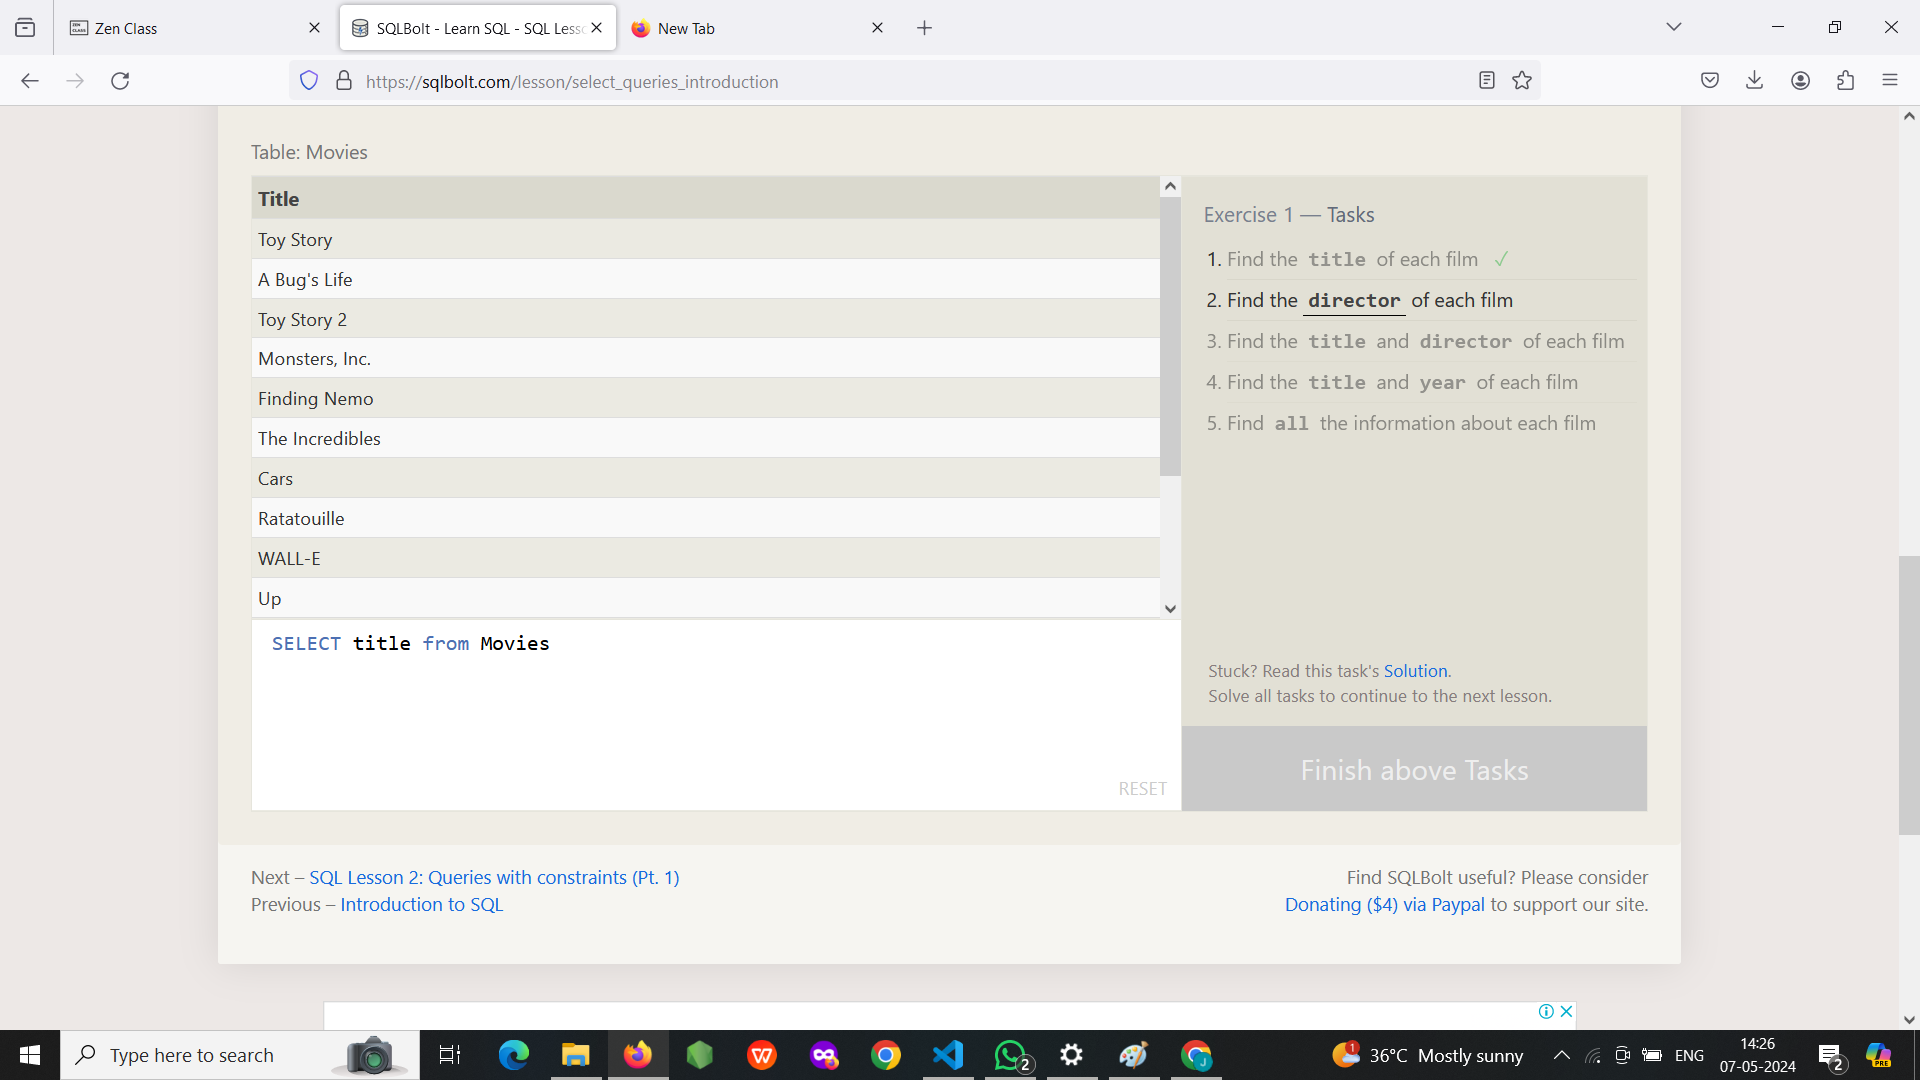 Zen Class
SQLBolt - Learn SQL - SQL Less
New Tab
https://sqlbolt.com/lesson/select_queries_introduction
Table: Movies
Title
Toy Story
A Bug's Life
Toy Story 2
Monsters, Inc.
Finding Nemo
The Incredibles
Cars
Ratatouille
WALL-E
Up
SELECT title from Movies
RESET
Exercise 1 — Tasks
1. Find the title of each film ✓
2. Find the director of each film
3. Find the title and director of each film
4. Find the title and year of each film
5. Find all the information about each film
Stuck? Read this task's Solution.
Solve all tasks to continue to the next lesson.
Finish above Tasks
Next – SQL Lesson 2: Queries with constraints (Pt. 1)
Previous – Introduction to SQL
Find SQLBolt useful? Please consider
Donating ($4) via Paypal to support our site.
Type here to search
2
1
36°C Mostly sunny
ENG
14:26
07-05-2024
2
PRE